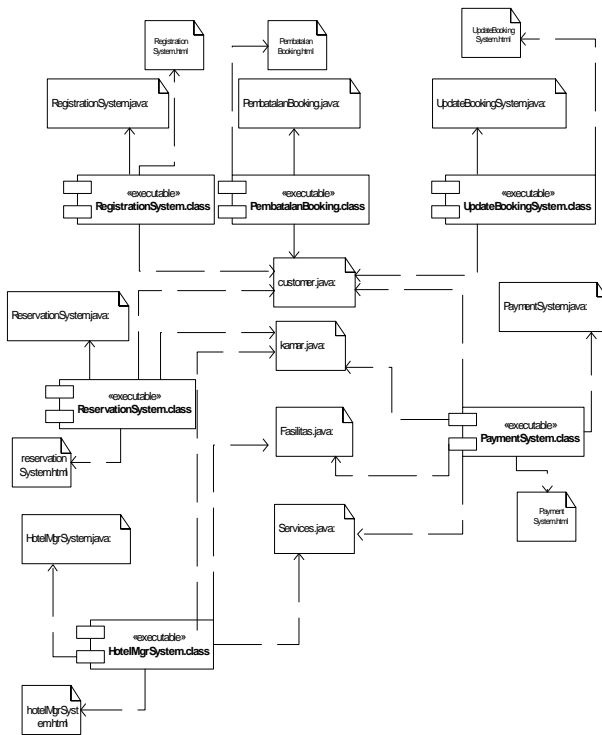 Registration
System.html
Pembatalan
Booking.html
UpdateBooking
System.html
RegistrationSystem.java:
PembatalanBooking.java:
UpdateBookingSystem.java:
«executable»
RegistrationSystem.class
«executable»
PembatalanBooking.class
«executable»
UpdateBookingSystem.class
customer.java:
ReservationSystem.java:
PaymentSystem.java:
kamar.java:
«executable»
ReservationSystem.class
Fasilitas.java:
«executable»
PaymentSystem.class
reservation
System.html
Payment
System.html
HotelMgrSystem.java:
Services.java:
«executable»
HotelMgrSystem.class
hotelMgrSyst
em.html